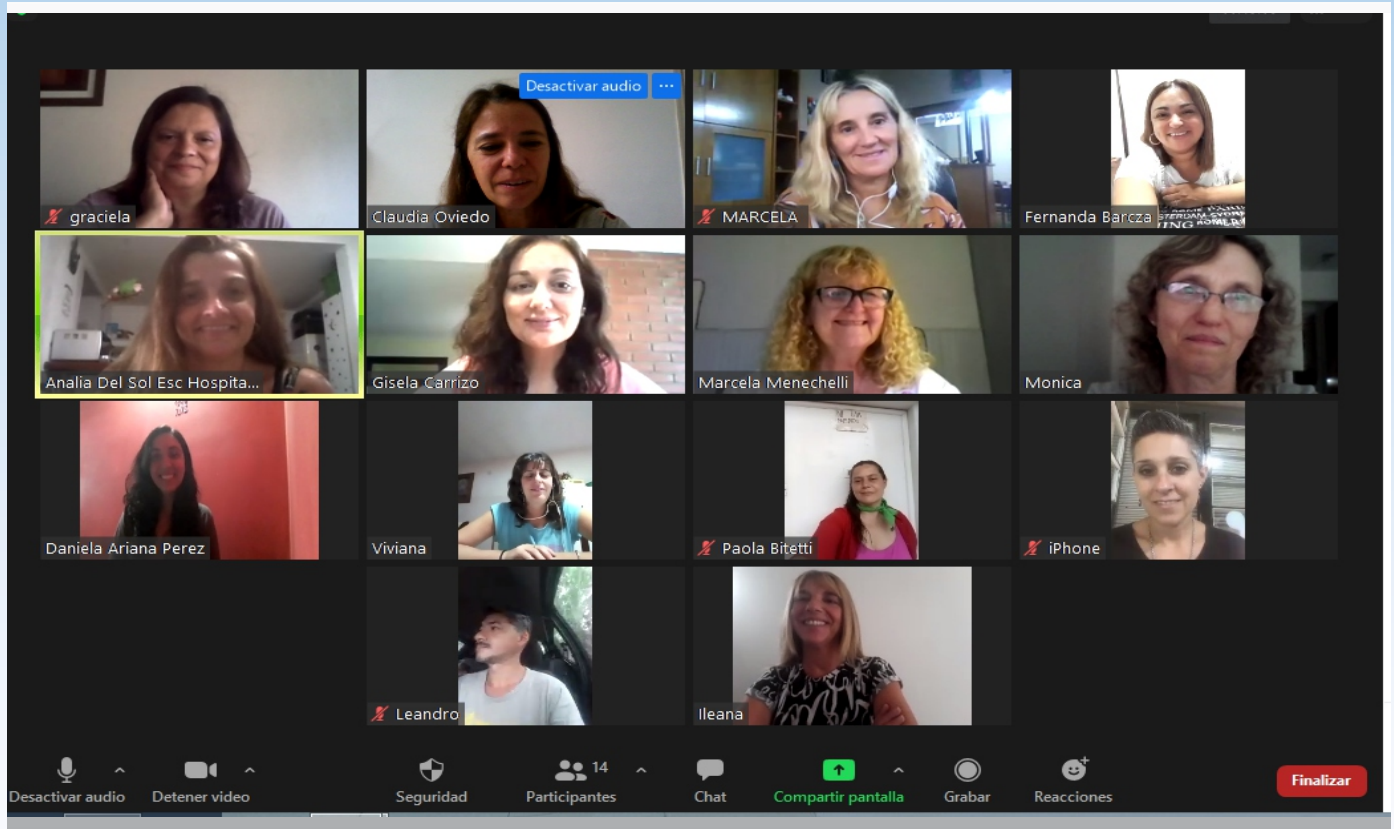 Desactivar audio ...
graciela
Claudia Oviedo
MARCELA
Fernanda Barcza
Analia Del Sol Esc Hospita...
Gisela Carrizo
Marcela Menechelli
Monica
Daniela Ariana Perez
Viviana
Paola Bitetti
iPhone
Leandro
Ileana
14
Desactivar audio
Detener video
Seguridad
Participantes
Chat
Compartir pantalla
Grabar
Reacciones
Finalizar